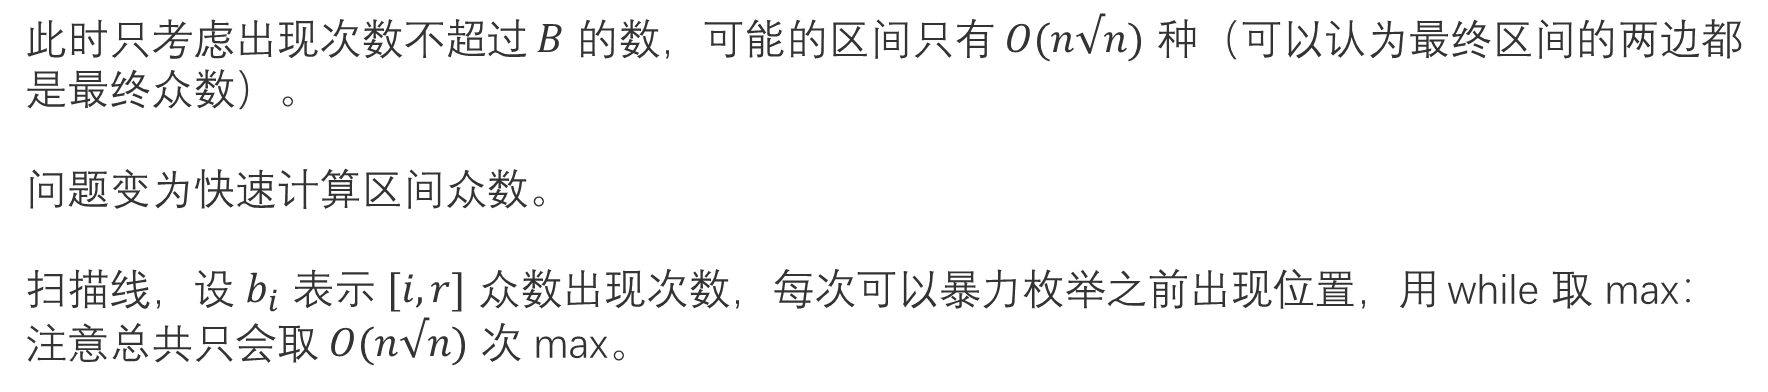 此时只考虑出现次数不超过 B 的数，可能的区间只有 O(n√n) 种（可以认为最终区间的两边都
是最终众数）。
问题变为快速计算区间众数。
扫描线，设 b_i 表示 [i,r] 众数出现次数，每次可以暴力枚举之前出现位置，用 while 取 max：
注意总共只会取 O(n√n) 次 max。